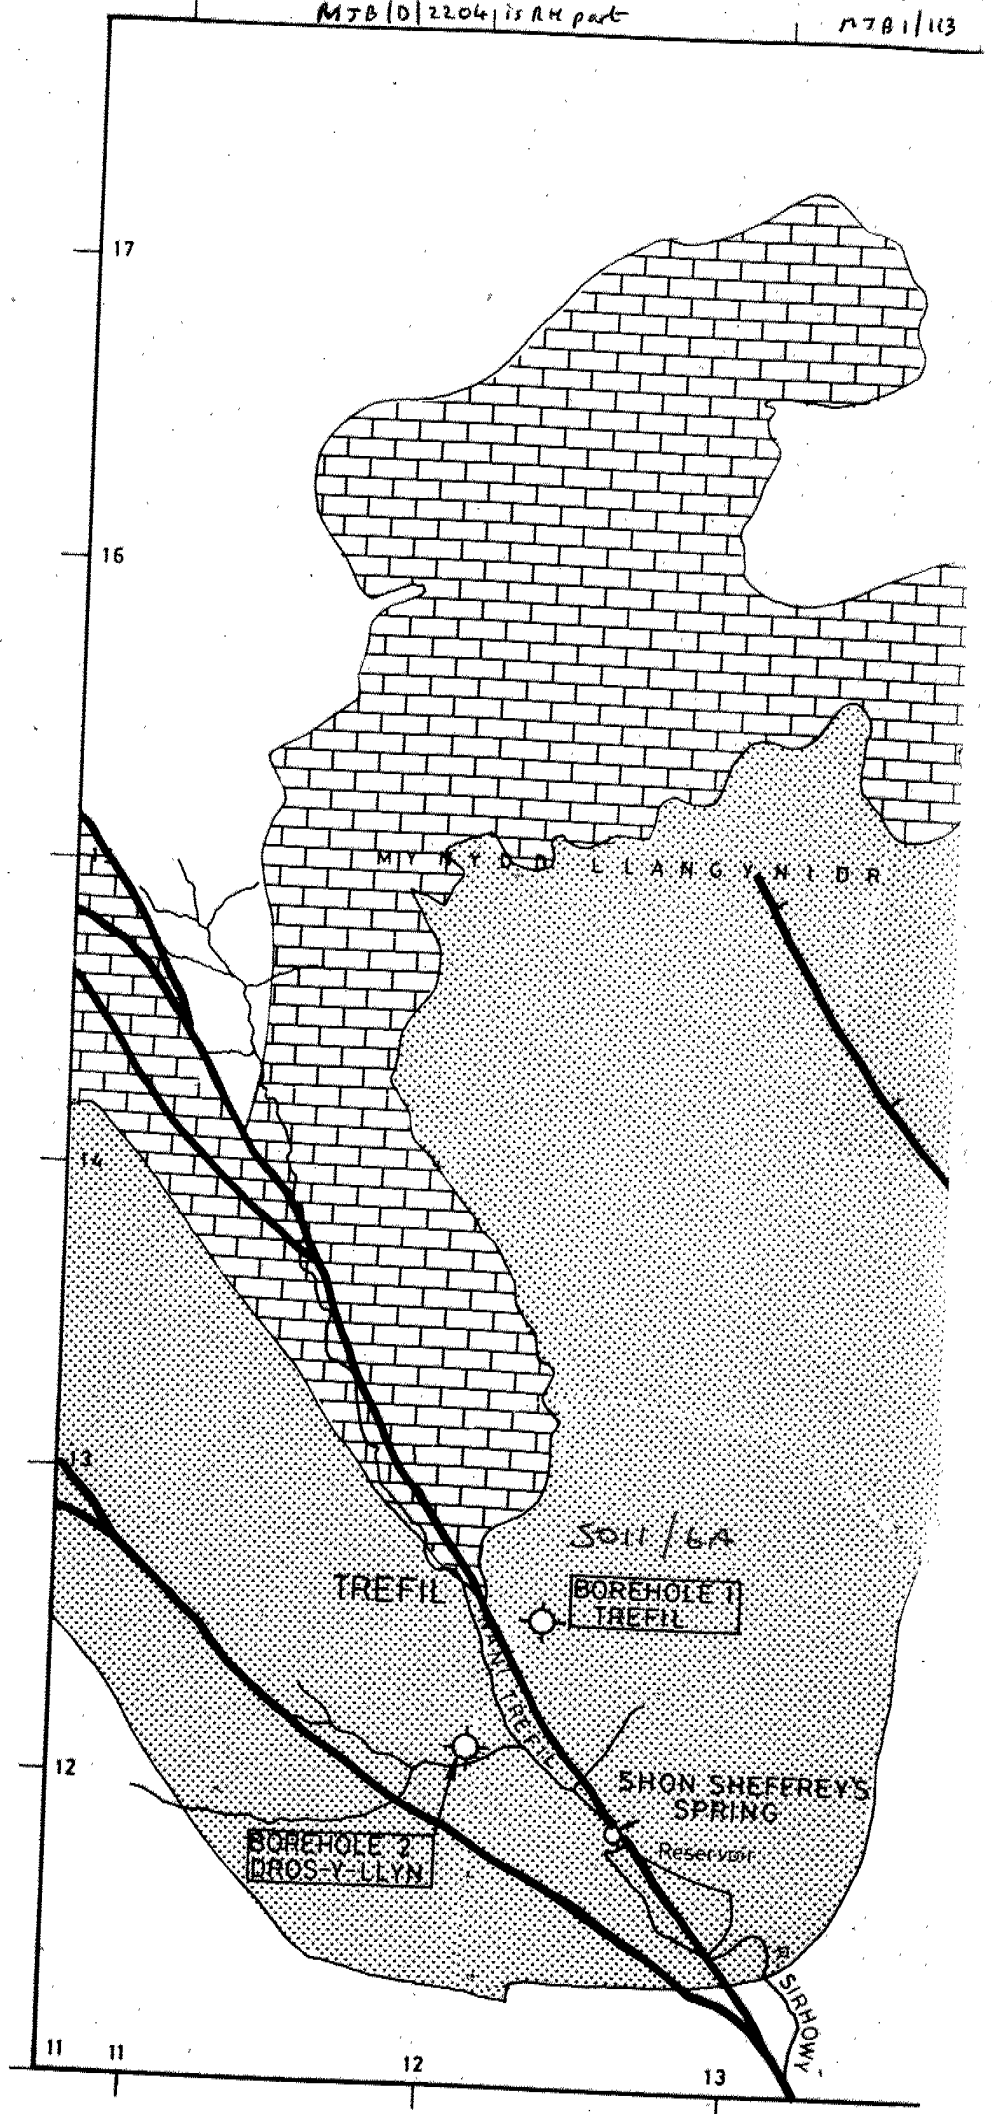 MJB/D/2204 is RH part
MJB1/113
17
16
MYNYDD LLANGYNIDR
14
13
SO11/6A
TREFIL
BOREHOLE 1
TREFIL
NANT TREFIL
12
SHON SHEFFREY'S
SPRING
Reservoir
BOREHOLE 2
DROS-Y-LLYN
SIRHOWY
11
11
12
13